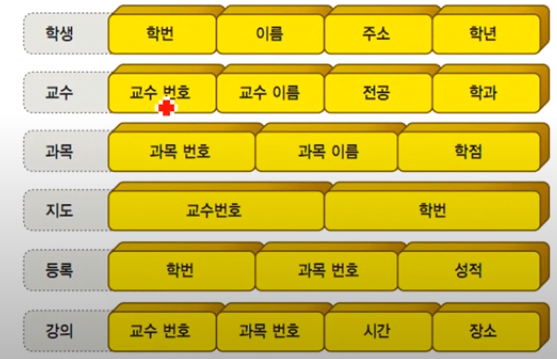 학생 학번 이름 주소 학년
교수 교수 번호 교수 이름 전공 학과
과목 과목 번호 과목 이름 학점
지도 교수번호 학번
등록 학번 과목 번호 성적
강의 교수 번호 과목 번호 시간 장소